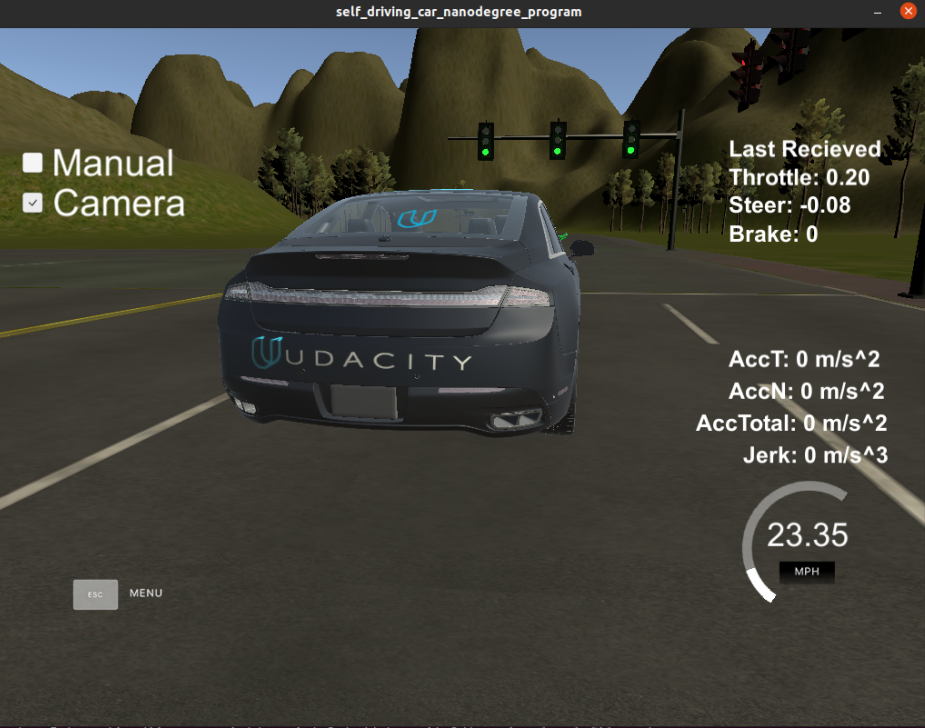 self_driving_car_nanodegree_program
Manual
Camera
Last Recieved
Throttle: 0.20
Steer: -0.08
Brake: 0
UDACITY
AccT: 0 m/s^2
AccN: 0 m/s^2
AccTotal: 0 m/s^2
Jerk: 0 m/s^3
23.35
MPH
ESC MENU